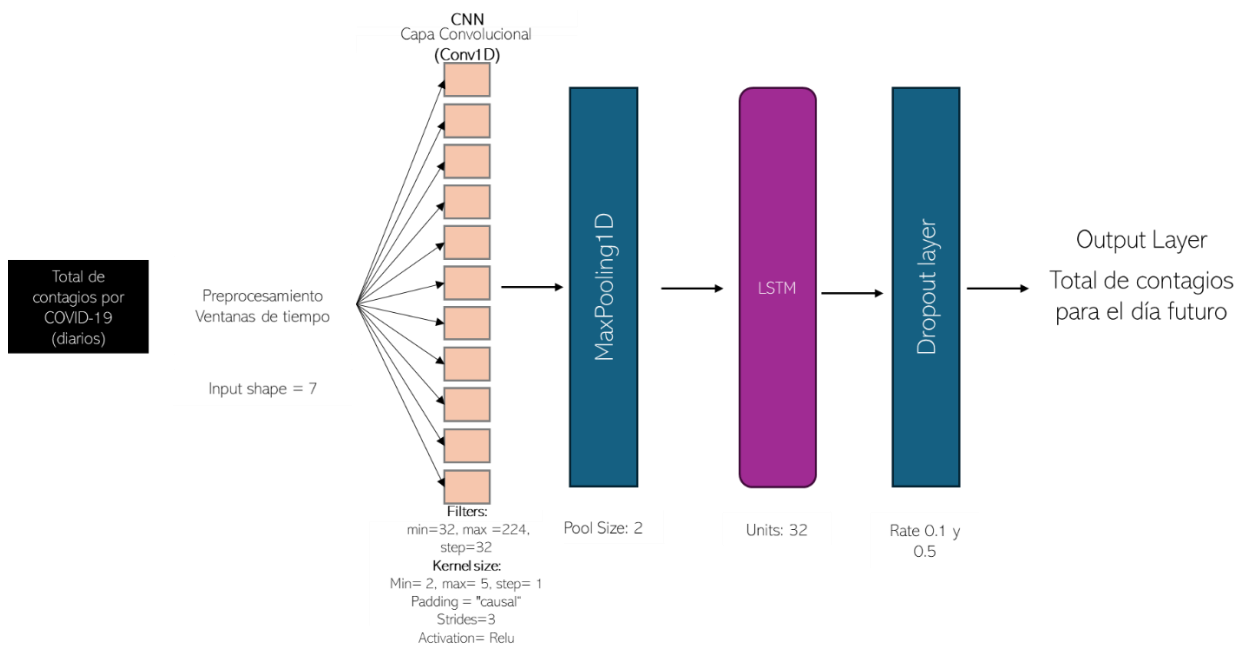 Total de
contagios por
COVID-19
(diarios)
Preprocesamiento
Ventanas de tiempo
Input shape = 7
CNN
Capa Convolucional
(Conv1D)
Filters:
min=32, max =224,
step=32
Kernel size:
Min= 2, max= 5, step= 1
Padding = "causal"
Strides=3
Activation= Relu
MaxPooling1D
Pool Size: 2
LSTM
Units: 32
Dropout layer
Rate 0.1 y
0.5
Output Layer
Total de contagios
para el día futuro